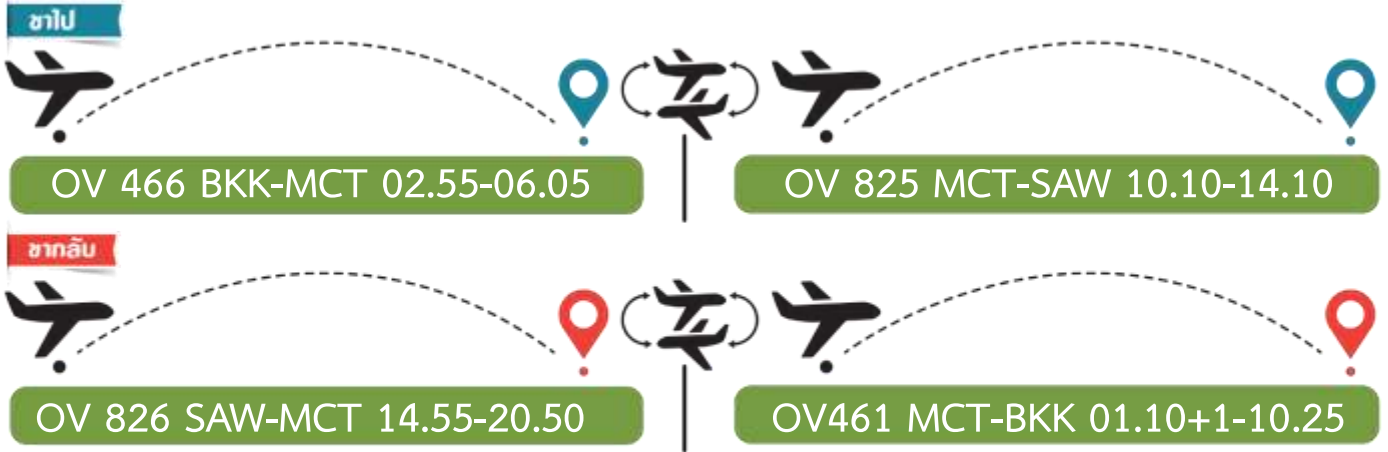 ขาไป
OV 466 BKK-MCT 02.55-06.05
OV 825 MCT-SAW 10.10-14.10
ขากลับ
OV 826 SAW-MCT 14.55-20.50
OV461 MCT-BKK 01.10+1-10.25